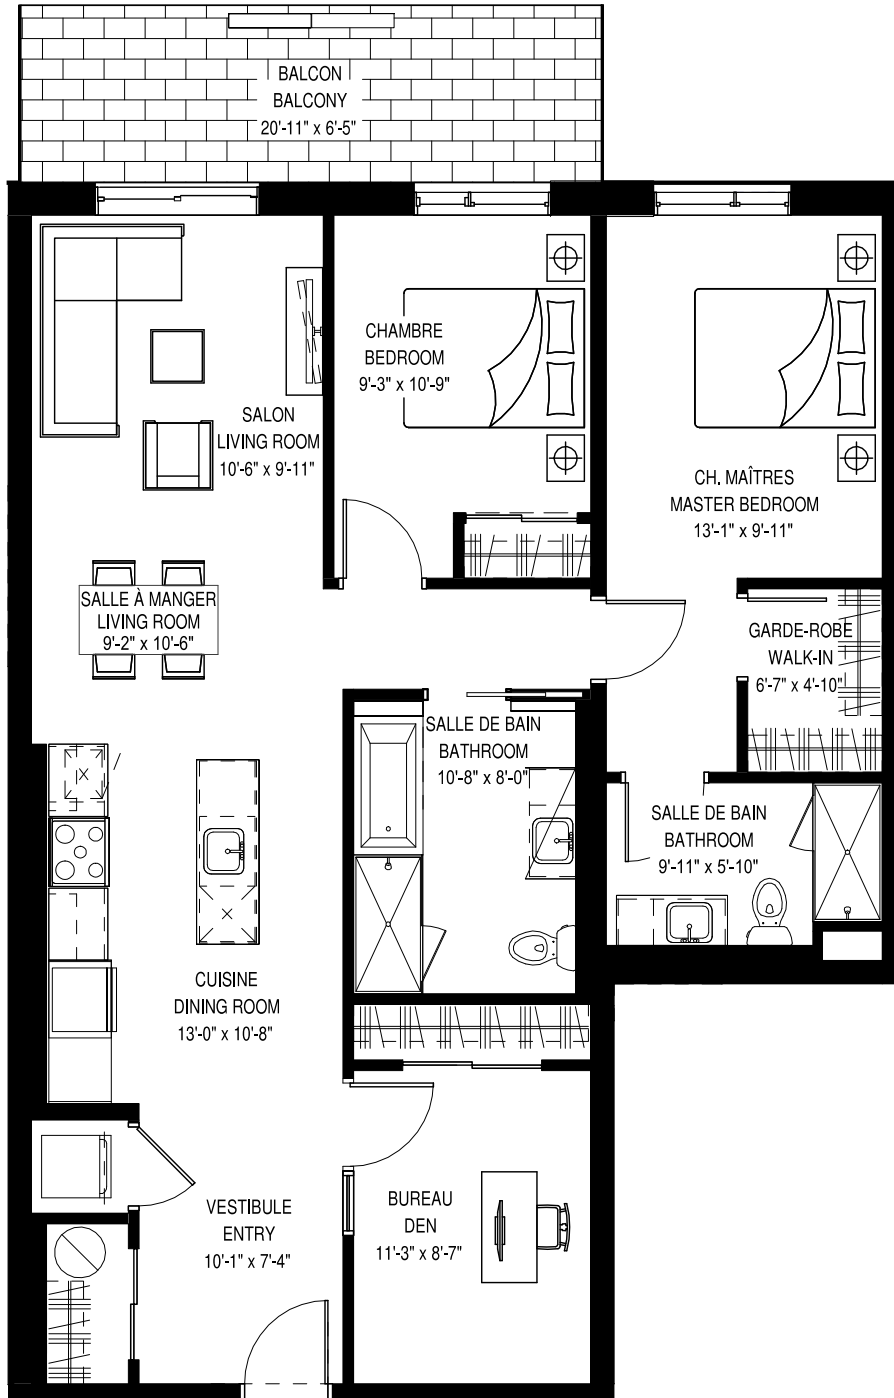 BALCON
BALCONY
20'-11" x 6'-5"
CHAMBRE
BEDROOM
9'-3" x 10'-9"
SALON
LIVING ROOM
10'-6" x 9'-11"
CH. MAÎTRES
MASTER BEDROOM
13'-1" x 9'-11"
SALLE À MANGER
LIVING ROOM
9'-2" x 10'-6"
GARDE-ROBE
WALK-IN
6'-7" x 4'-10"
SALLE DE BAIN
BATHROOM
10'-8" x 8'-0"
SALLE DE BAIN
BATHROOM
9'-11" x 5'-10"
CUISINE
DINING ROOM
13'-0" x 10'-8"
VESTIBULE
ENTRY
10'-1" x 7'-4"
BUREAU
DEN
11'-3" x 8'-7"